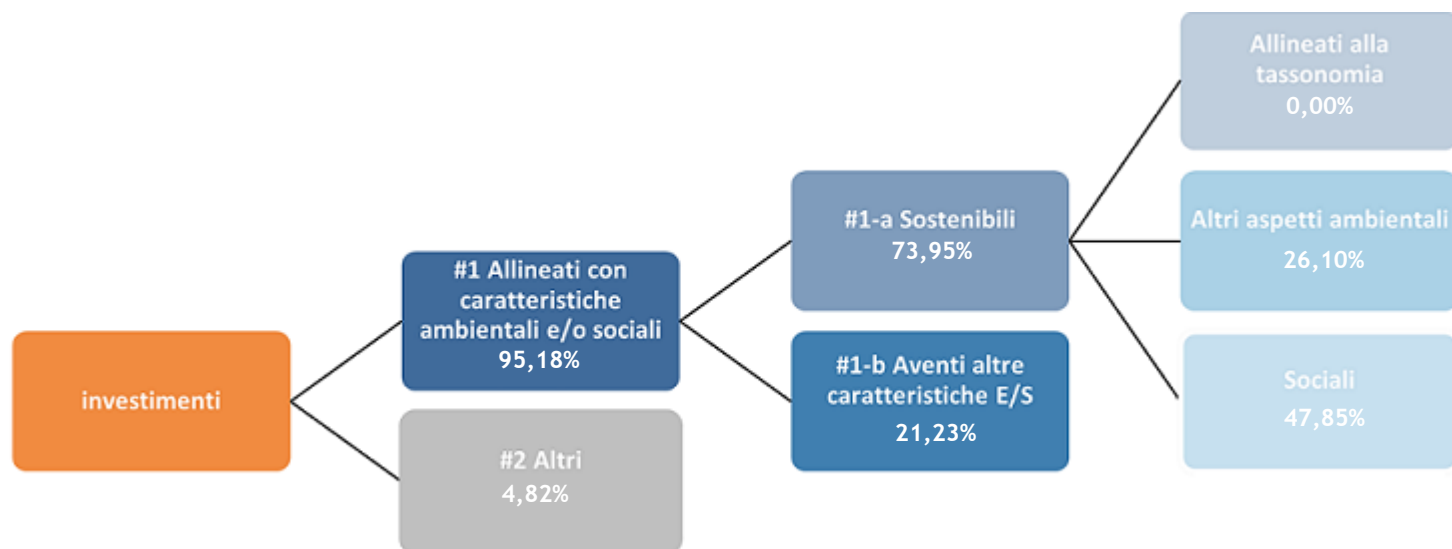 investimenti
#1 Allineati con
caratteristiche
ambientali e/o sociali
95,18%
#2 Altri
4,82%
#1-a Sostenibili
73,95%
#1-b Aventi altre
caratteristiche E/S
21,23%
Allineati alla
tassonomia
0,00%
Altri aspetti ambientali
26,10%
Sociali
47,85%